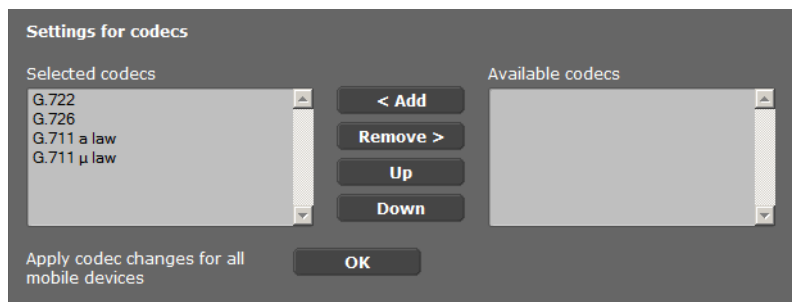 Settings for codecs
Selected codecs
Available codecs
G.722
G.726
G.711 a law
G.711 µ law
< Add
Remove >
Up
Down
Apply codec changes for all
mobile devices
OK